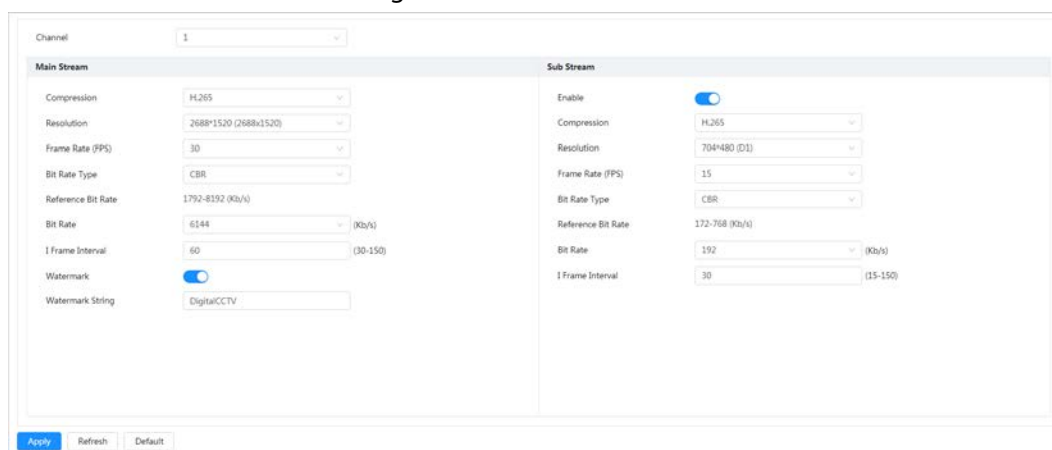 Channel 1
Main Stream
Compression H.265
Resolution 2688*1520 (2688x1520)
Frame Rate (FPS) 30
Bit Rate Type CBR
Reference Bit Rate 1792-8192 (Kb/s)
Bit Rate 6144 (Kb/s)
I Frame Interval 60 (30-150)
Watermark
Watermark String DigitalCCTV
Sub Stream
Enable
Compression H.265
Resolution 704*480 (D1)
Frame Rate (FPS) 15
Bit Rate Type CBR
Reference Bit Rate 172-768 (Kb/s)
Bit Rate 192 (Kb/s)
I Frame Interval 30 (15-150)
Apply Refresh Default